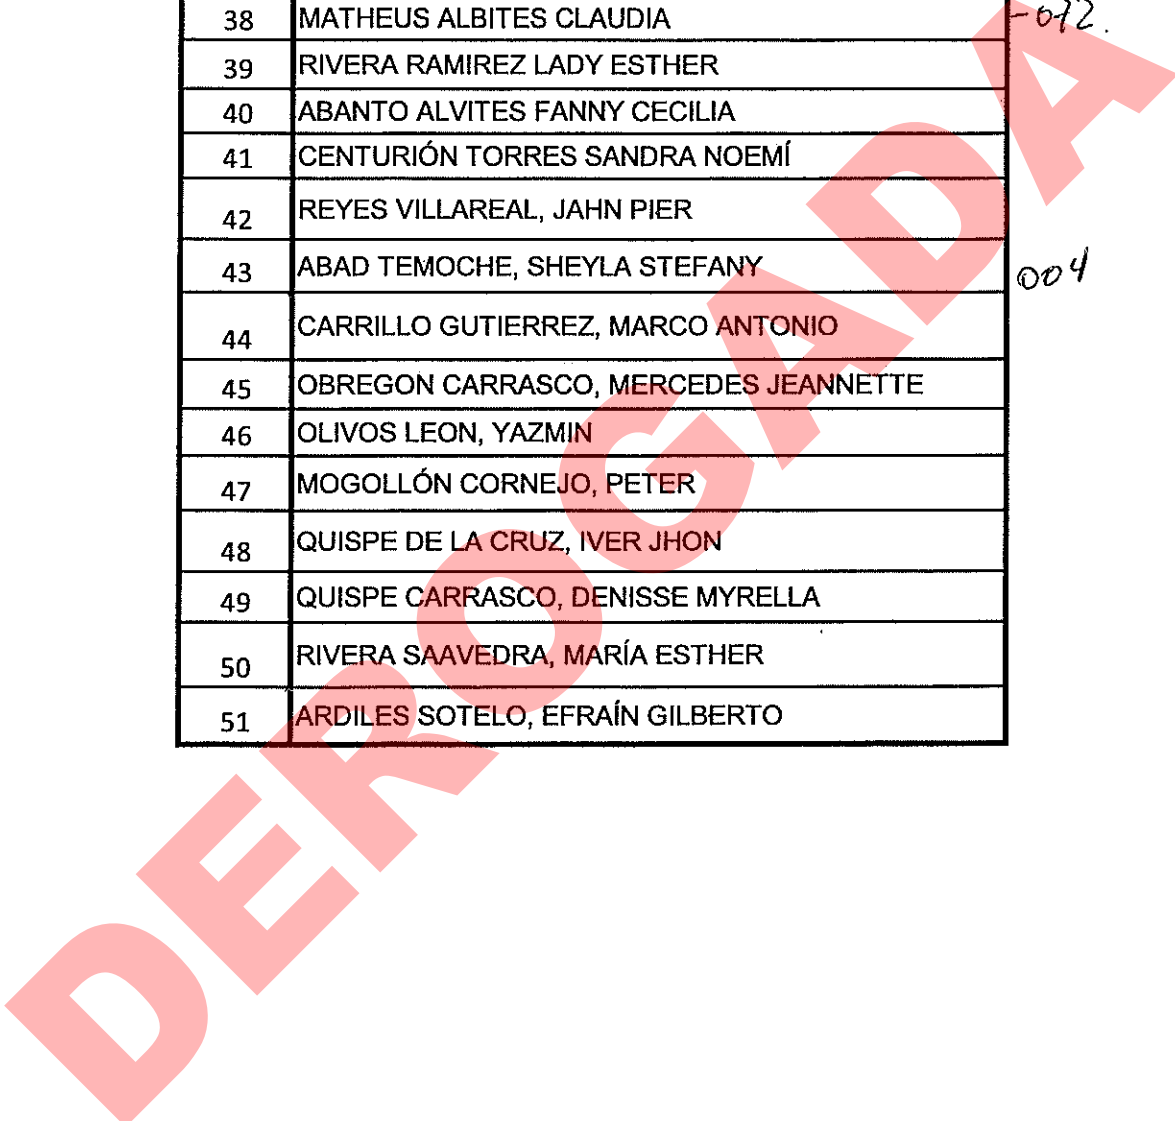 38 MATHEUS ALBITES CLAUDIA -072.
39 RIVERA RAMIREZ LADY ESTHER
40 ABANTO ALVITES FANNY CECILIA
41 CENTURIÓN TORRES SANDRA NOEMÍ
42 REYES VILLAREAL, JAHN PIER
43 ABAD TEMOCHE, SHEYLA STEFANY 004
44 CARRILLO GUTIERREZ, MARCO ANTONIO
45 OBREGON CARRASCO, MERCEDES JEANNETTE
46 OLIVOS LEON, YAZMIN
47 MOGOLLÓN CORNEJO, PETER
48 QUISPE DE LA CRUZ, IVER JHON
49 QUISPE CARRASCO, DENISSE MYRELLA
50 RIVERA SAAVEDRA, MARÍA ESTHER
51 ARDILES SOTELO, EFRAÍN GILBERTO
DEROGADA